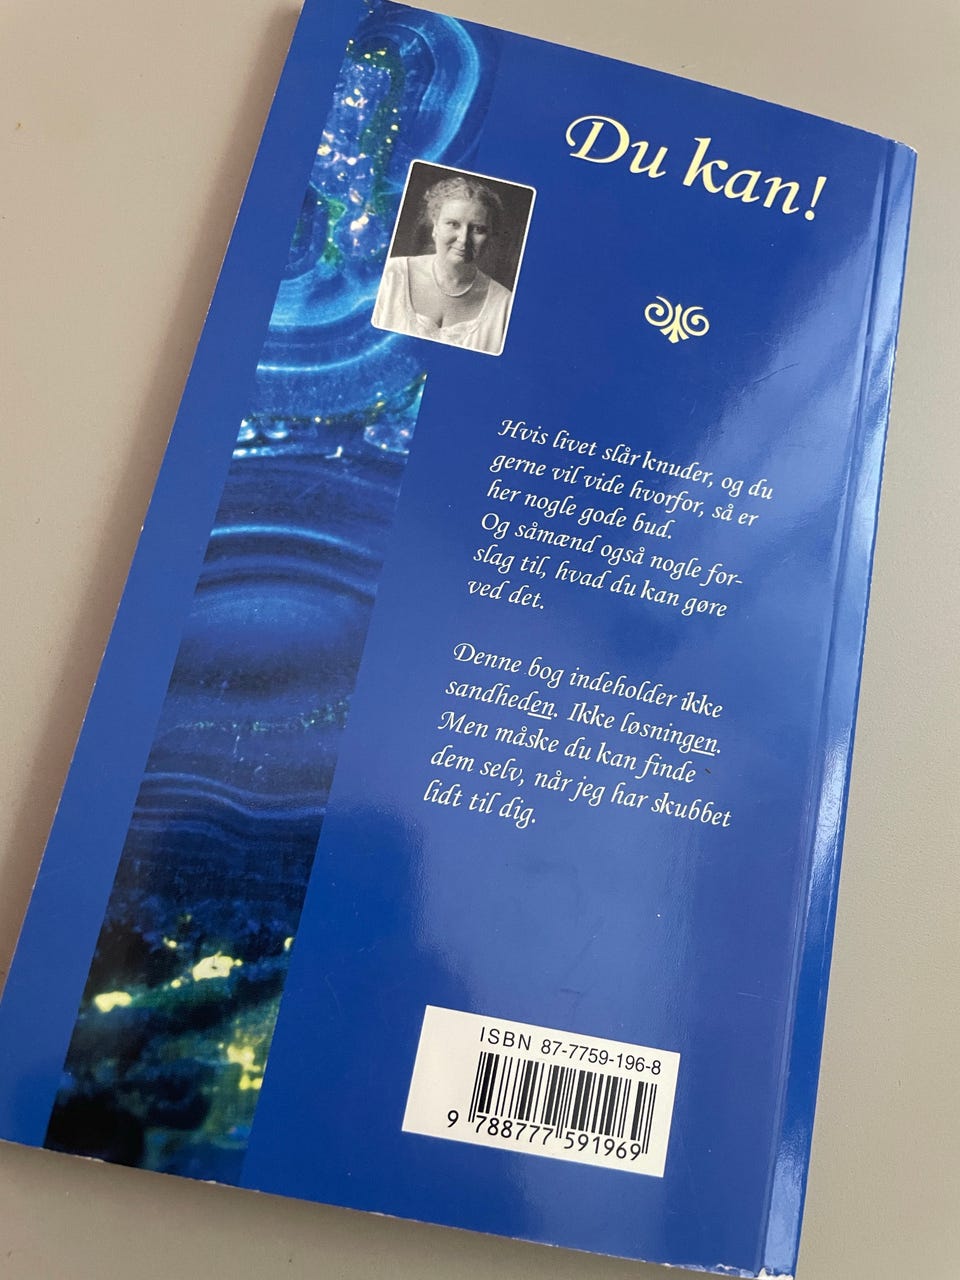 Du kan!
Hvis livet slår knuder, og du
gerne vil vide hvorfor, så er
her nogle gode bud.
Og såmænd også nogle for-
slag til, hvad du kan gøre
ved det.
Denne bog indeholder ikke
sandheden. Ikke løsningen.
Men måske du kan finde
dem selv, når jeg har skubbet
lidt til dig.
ISBN 87-7759-196-8
9 788777 591969